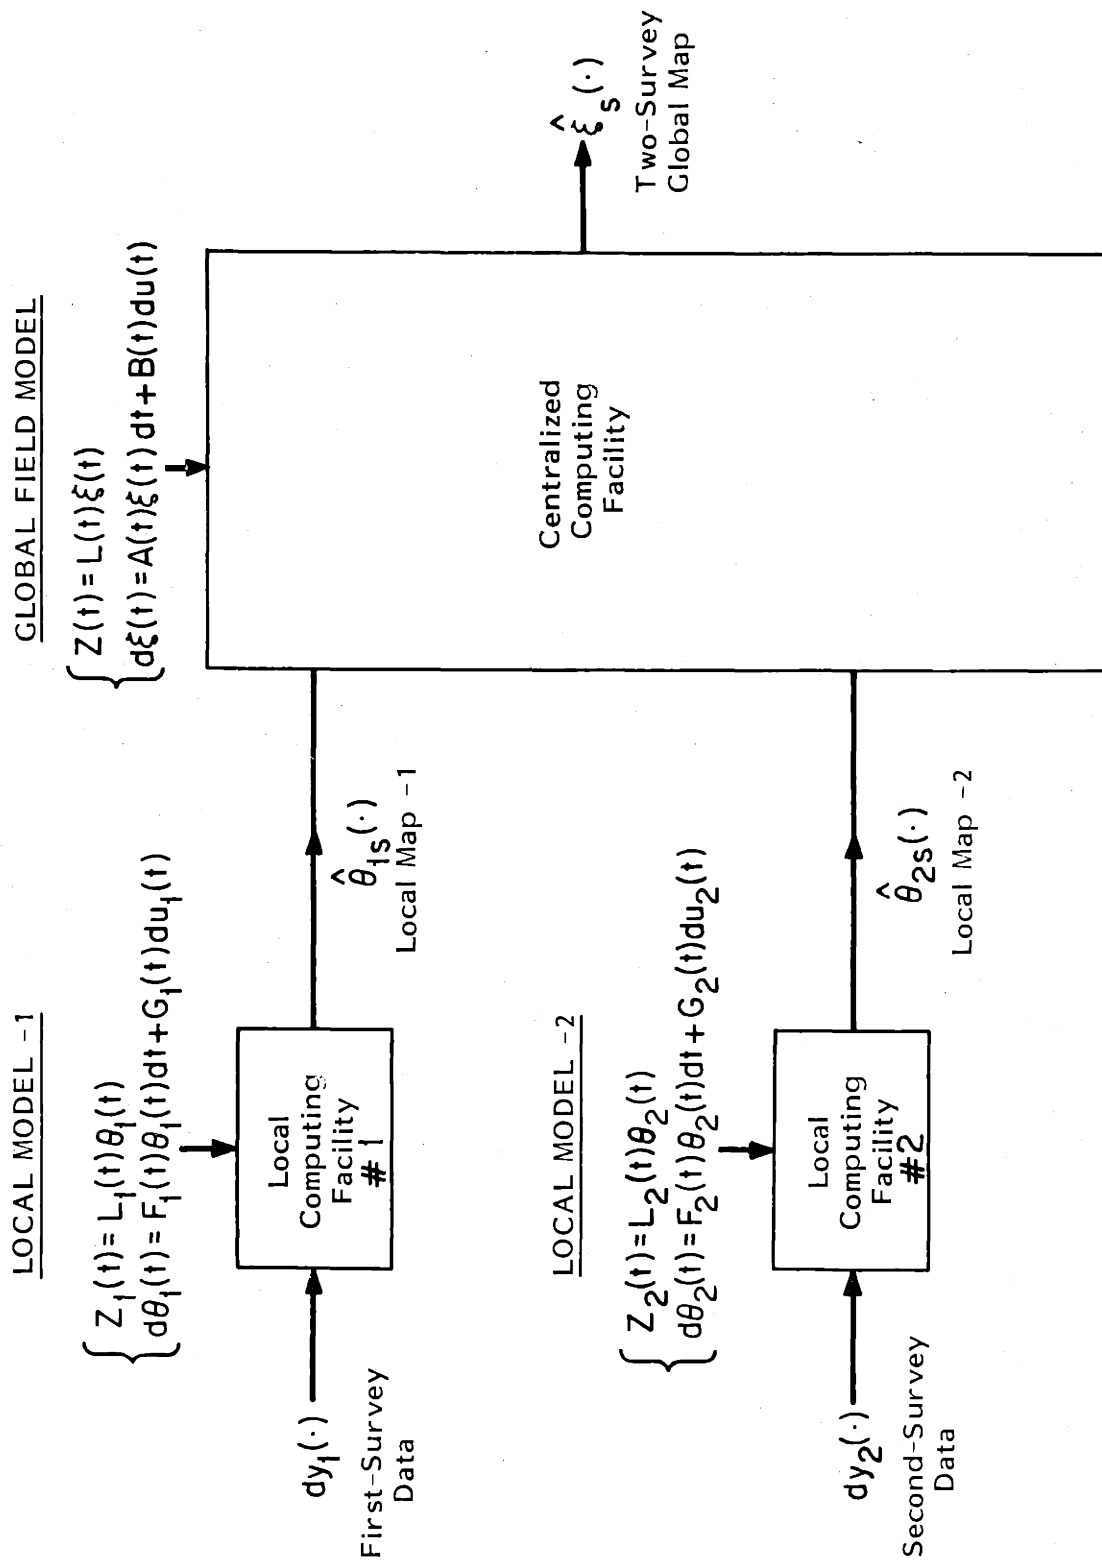 GLOBAL FIELD MODEL
Z(t) = L(t)ξ(t)
dξ(t) = A(t)ξ(t)dt + B(t)du(t)
LOCAL MODEL -1
Z₁(t) = L₁(t)θ₁(t)
dθ₁(t) = F₁(t)θ₁(t)dt + G₁(t)du₁(t)
dy₁(·)
First-Survey
Data
Local
Computing
Facility
# 1
θ̂₁ₛ(·)
Local Map -1
Centralized
Computing
Facility
ξ̂ₛ(·)
Two-Survey
Global Map
LOCAL MODEL -2
Z₂(t) = L₂(t)θ₂(t)
dθ₂(t) = F₂(t)θ₂(t)dt + G₂(t)du₂(t)
dy₂(·)
Second-Survey
Data
Local
Computing
Facility
#2
θ̂₂ₛ(·)
Local Map -2